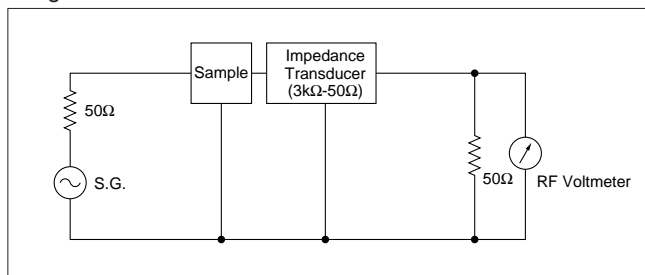 Impedance
Transducer
(3kΩ-50Ω)
Sample
50Ω
S.G.
50Ω
RF Voltmeter